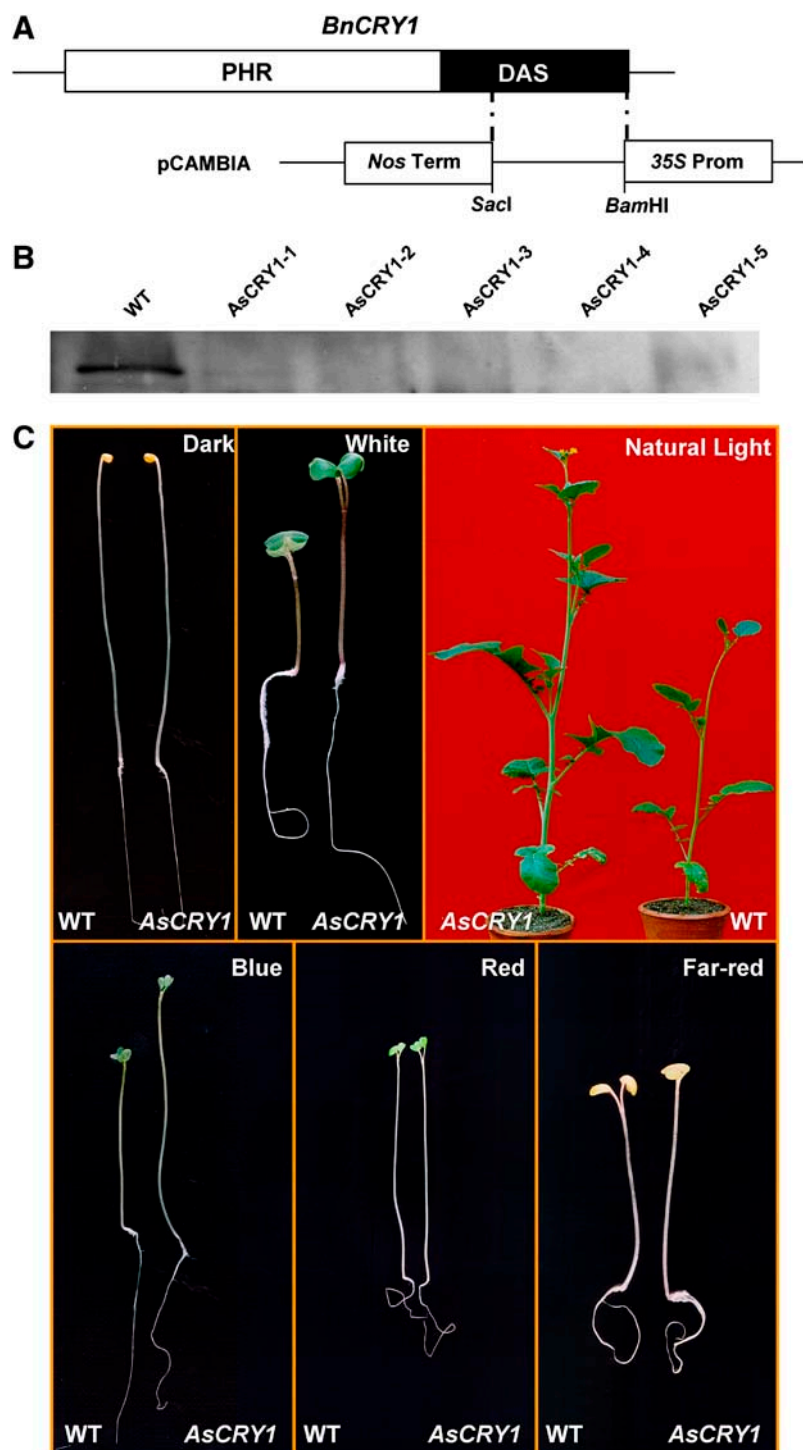 A
BnCRY1
PHR DAS
pCAMBIA Nos Term 35S Prom
SacI BamHI
B
WT AsCRY1-1 AsCRY1-2 AsCRY1-3 AsCRY1-4 AsCRY1-5
C
Dark White Natural Light
WT AsCRY1 WT AsCRY1 AsCRY1 WT
Blue Red Far-red
WT AsCRY1 WT AsCRY1 WT AsCRY1